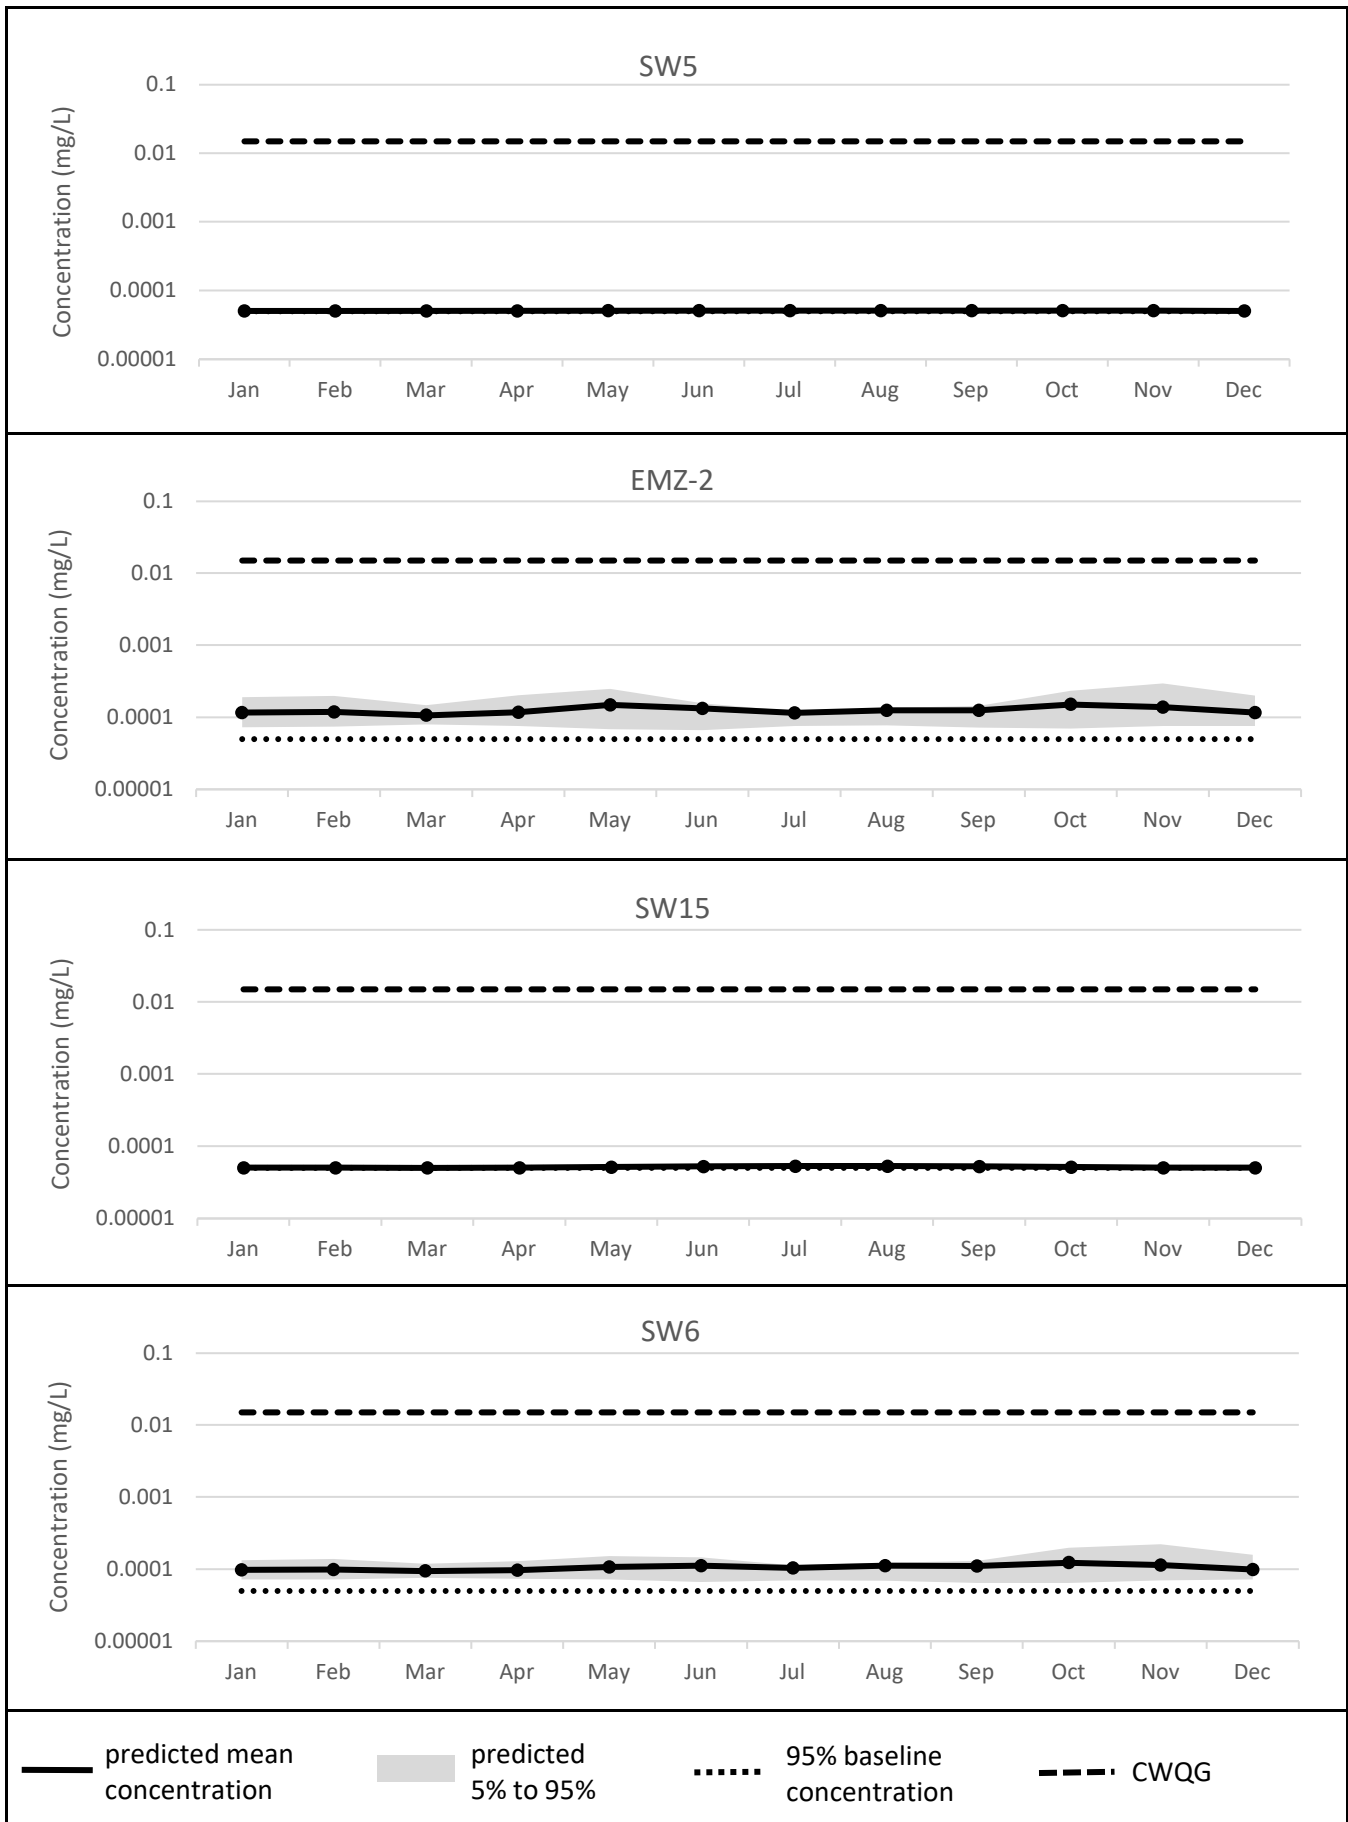 SW5
Concentration (mg/L)
0.1
0.01
0.001
0.0001
0.00001
Jan Feb Mar Apr May Jun Jul Aug Sep Oct Nov Dec
EMZ-2
Concentration (mg/L)
0.1
0.01
0.001
0.0001
0.00001
Jan Feb Mar Apr May Jun Jul Aug Sep Oct Nov Dec
SW15
Concentration (mg/L)
0.1
0.01
0.001
0.0001
0.00001
Jan Feb Mar Apr May Jun Jul Aug Sep Oct Nov Dec
SW6
Concentration (mg/L)
0.1
0.01
0.001
0.0001
0.00001
Jan Feb Mar Apr May Jun Jul Aug Sep Oct Nov Dec
predicted mean
concentration
predicted
5% to 95%
95% baseline
concentration
CWQG